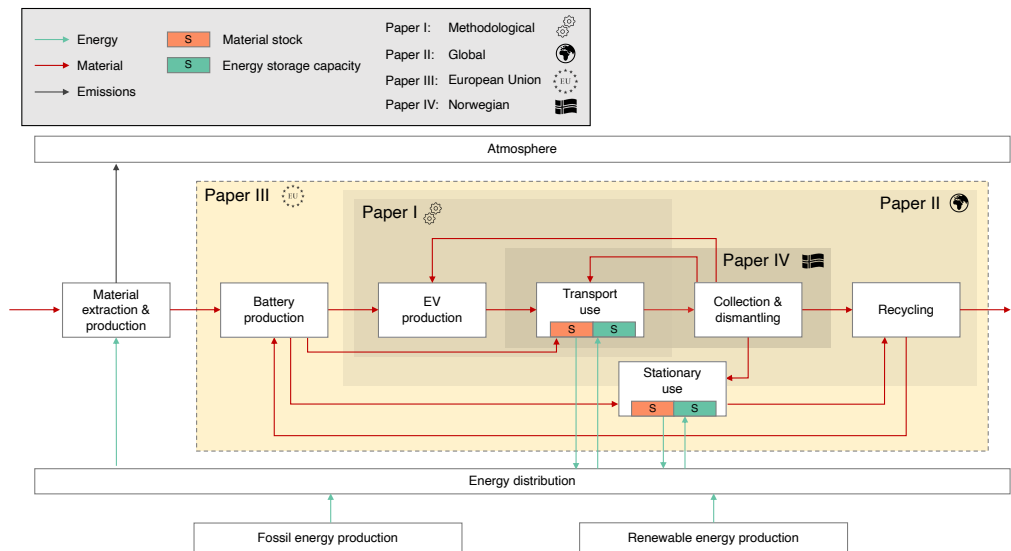 Energy
Material
Emissions
S
Material stock
S
Energy storage capacity
Paper I: Methodological
Paper II: Global
Paper III: European Union
EU
Paper IV: Norwegian
Atmosphere
Paper III
EU
Paper I
Paper II
Paper IV
Material
extraction &
production
Battery
production
EV
production
Transport
use
S
S
Collection &
dismantling
Recycling
Stationary
use
S
S
Energy distribution
Fossil energy production
Renewable energy production